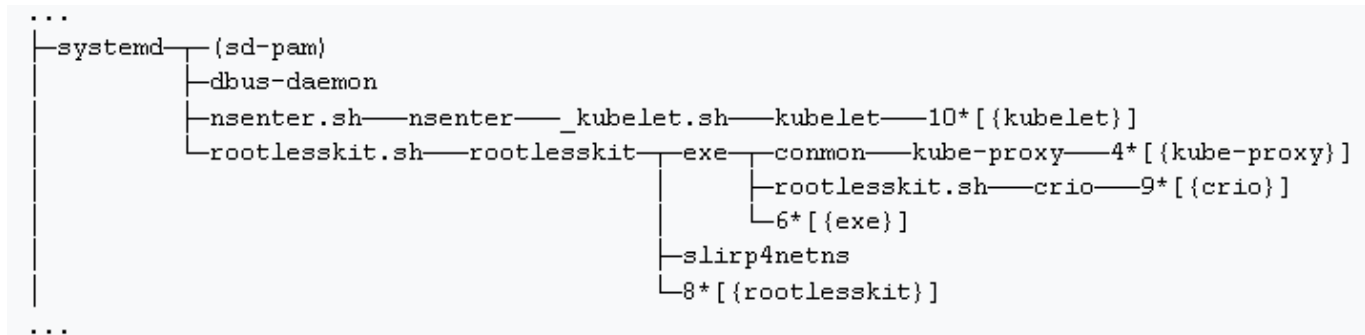 ...
├─systemd─┬─(sd-pam)
│         ├─dbus-daemon
│         ├─nsenter.sh───nsenter───_kubelet.sh───kubelet───10*[{kubelet}]
│         └─rootlesskit.sh───rootlesskit─┬─exe─┬─conmon───kube-proxy───4*[{kube-proxy}]
│                                        │     ├─rootlesskit.sh───crio───9*[{crio}]
│                                        │     └─6*[{exe}]
│                                        ├─slirp4netns
│                                        └─8*[{rootlesskit}]
...